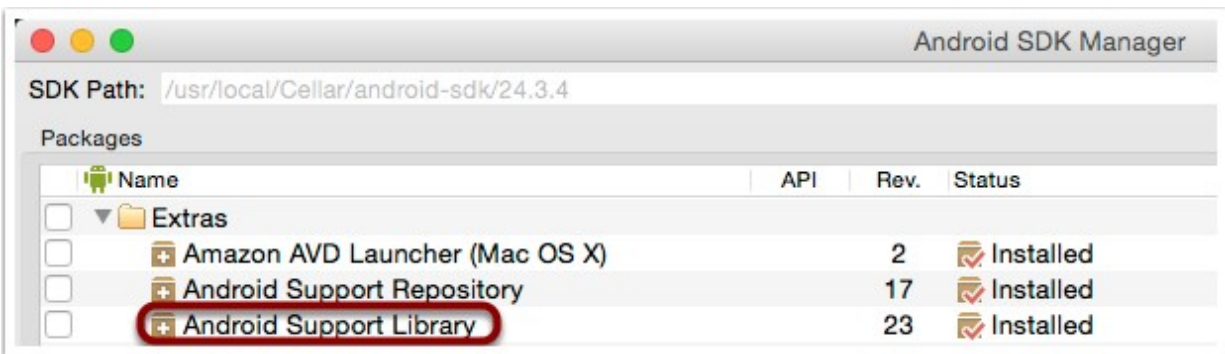 Android SDK Manager
SDK Path: /usr/local/Cellar/android-sdk/24.3.4
Packages
Name API Rev. Status
Extras
Amazon AVD Launcher (Mac OS X) 2 Installed
Android Support Repository 17 Installed
Android Support Library 23 Installed